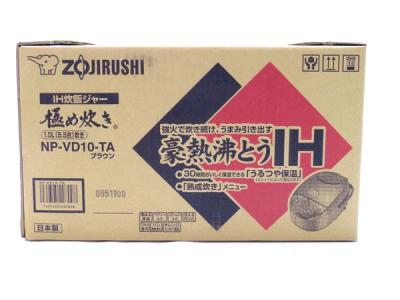 ZOJIRUSHI
IH炊飯ジャー
極め炊き®
1.0L(5.5合)炊き
NP-VD10-TA
ブラウン
強火で炊き続け、うまみ引き出す
豪熱沸とうIH
• 30時間おいしく保温できる「うるつや保温」
• 「熟成炊き」メニュー
NP-VD10-TA
0951109
日本製